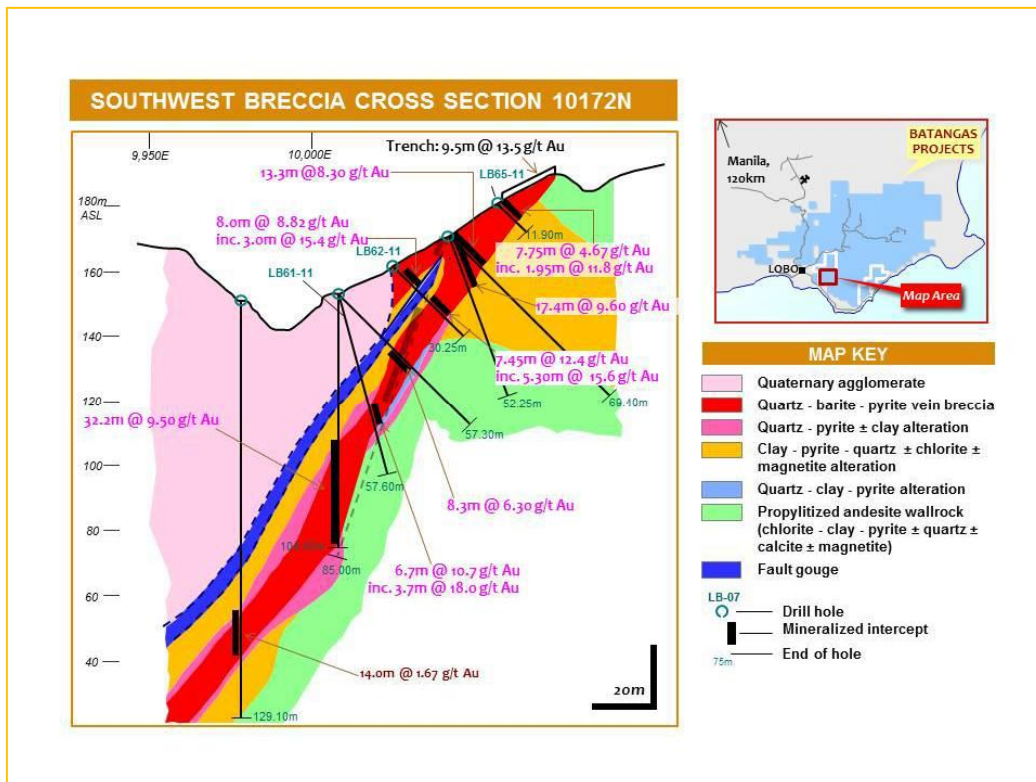 SOUTHWEST BRECCIA CROSS SECTION 10172N
9,950E
10,000E
Trench: 9.5m @ 13.5 g/t Au
13.3m @8.30 g/t Au
LB65-11
180m
ASL
8.0m @ 8.82 g/t Au
inc. 3.0m @ 15.4 g/t Au
LB62-11
11.90m
7.75m @ 4.67 g/t Au
inc. 1.95m @ 11.8 g/t Au
160
LB61-11
17.4m @ 9.60 g/t Au
140
30.25m
7.45m @ 12.4 g/t Au
inc. 5.30m @ 15.6 g/t Au
120
52.25m
69.40m
32.2m @ 9.50 g/t Au
57.30m
100
57.60m
8.3m @ 6.30 g/t Au
80
85.00m
6.7m @ 10.7 g/t Au
inc. 3.7m @ 18.0 g/t Au
60
40
14.0m @ 1.67 g/t Au
20m
129.10m
BATANGAS
PROJECTS
Manila,
120km
LOBO
Map Area
MAP KEY
Quaternary agglomerate
Quartz - barite - pyrite vein breccia
Quartz - pyrite ± clay alteration
Clay - pyrite - quartz ± chlorite ±
magnetite alteration
Quartz - clay - pyrite alteration
Propylitized andesite wallrock
(chlorite - clay - pyrite ± quartz ±
calcite ± magnetite)
Fault gouge
LB-07
Drill hole
Mineralized intercept
75m
End of hole